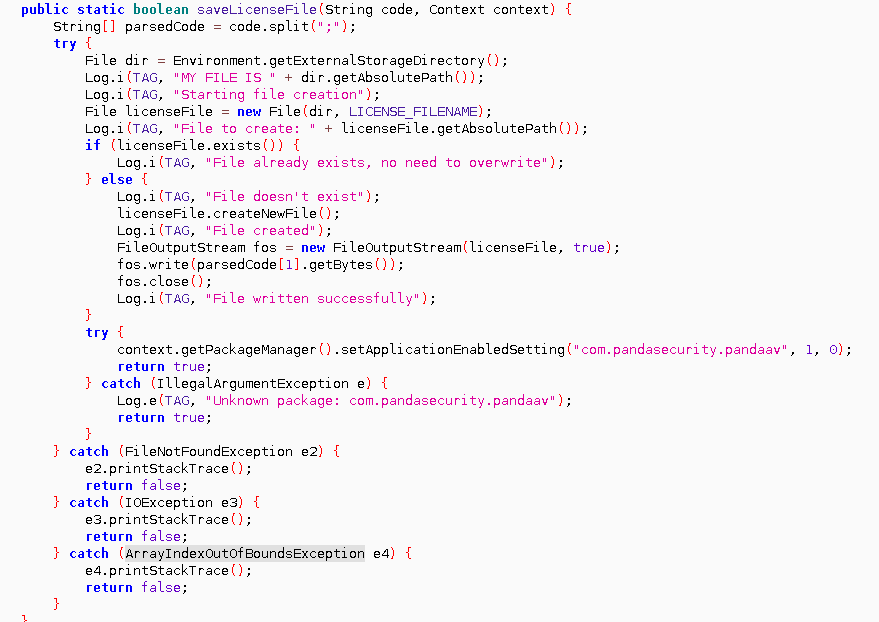 public static boolean saveLicenseFile(String code, Context context) {
String[] parsedCode = code.split(";");
try {
File dir = Environment.getExternalStorageDirectory();
Log.i(TAG, "MY FILE IS " + dir.getAbsolutePath());
Log.i(TAG, "Starting file creation");
File licenseFile = new File(dir, LICENSE_FILENAME);
Log.i(TAG, "File to create: " + licenseFile.getAbsolutePath());
if (licenseFile.exists()) {
Log.i(TAG, "File already exists, no need to overwrite");
} else {
Log.i(TAG, "File doesn't exist");
licenseFile.createNewFile();
Log.i(TAG, "File created");
FileOutputStream fos = new FileOutputStream(licenseFile, true);
fos.write(parsedCode[1].getBytes());
fos.close();
Log.i(TAG, "File written successfully");
}
try {
context.getPackageManager().setApplicationEnabledSetting("com.pandasecurity.pandaav", 1, 0);
return true;
} catch (IllegalArgumentException e) {
Log.e(TAG, "Unknown package: com.pandasecurity.pandaav");
return true;
}
} catch (FileNotFoundException e2) {
e2.printStackTrace();
return false;
} catch (IOException e3) {
e3.printStackTrace();
return false;
} catch (ArrayIndexOutOfBoundsException e4) {
e4.printStackTrace();
return false;
}
}